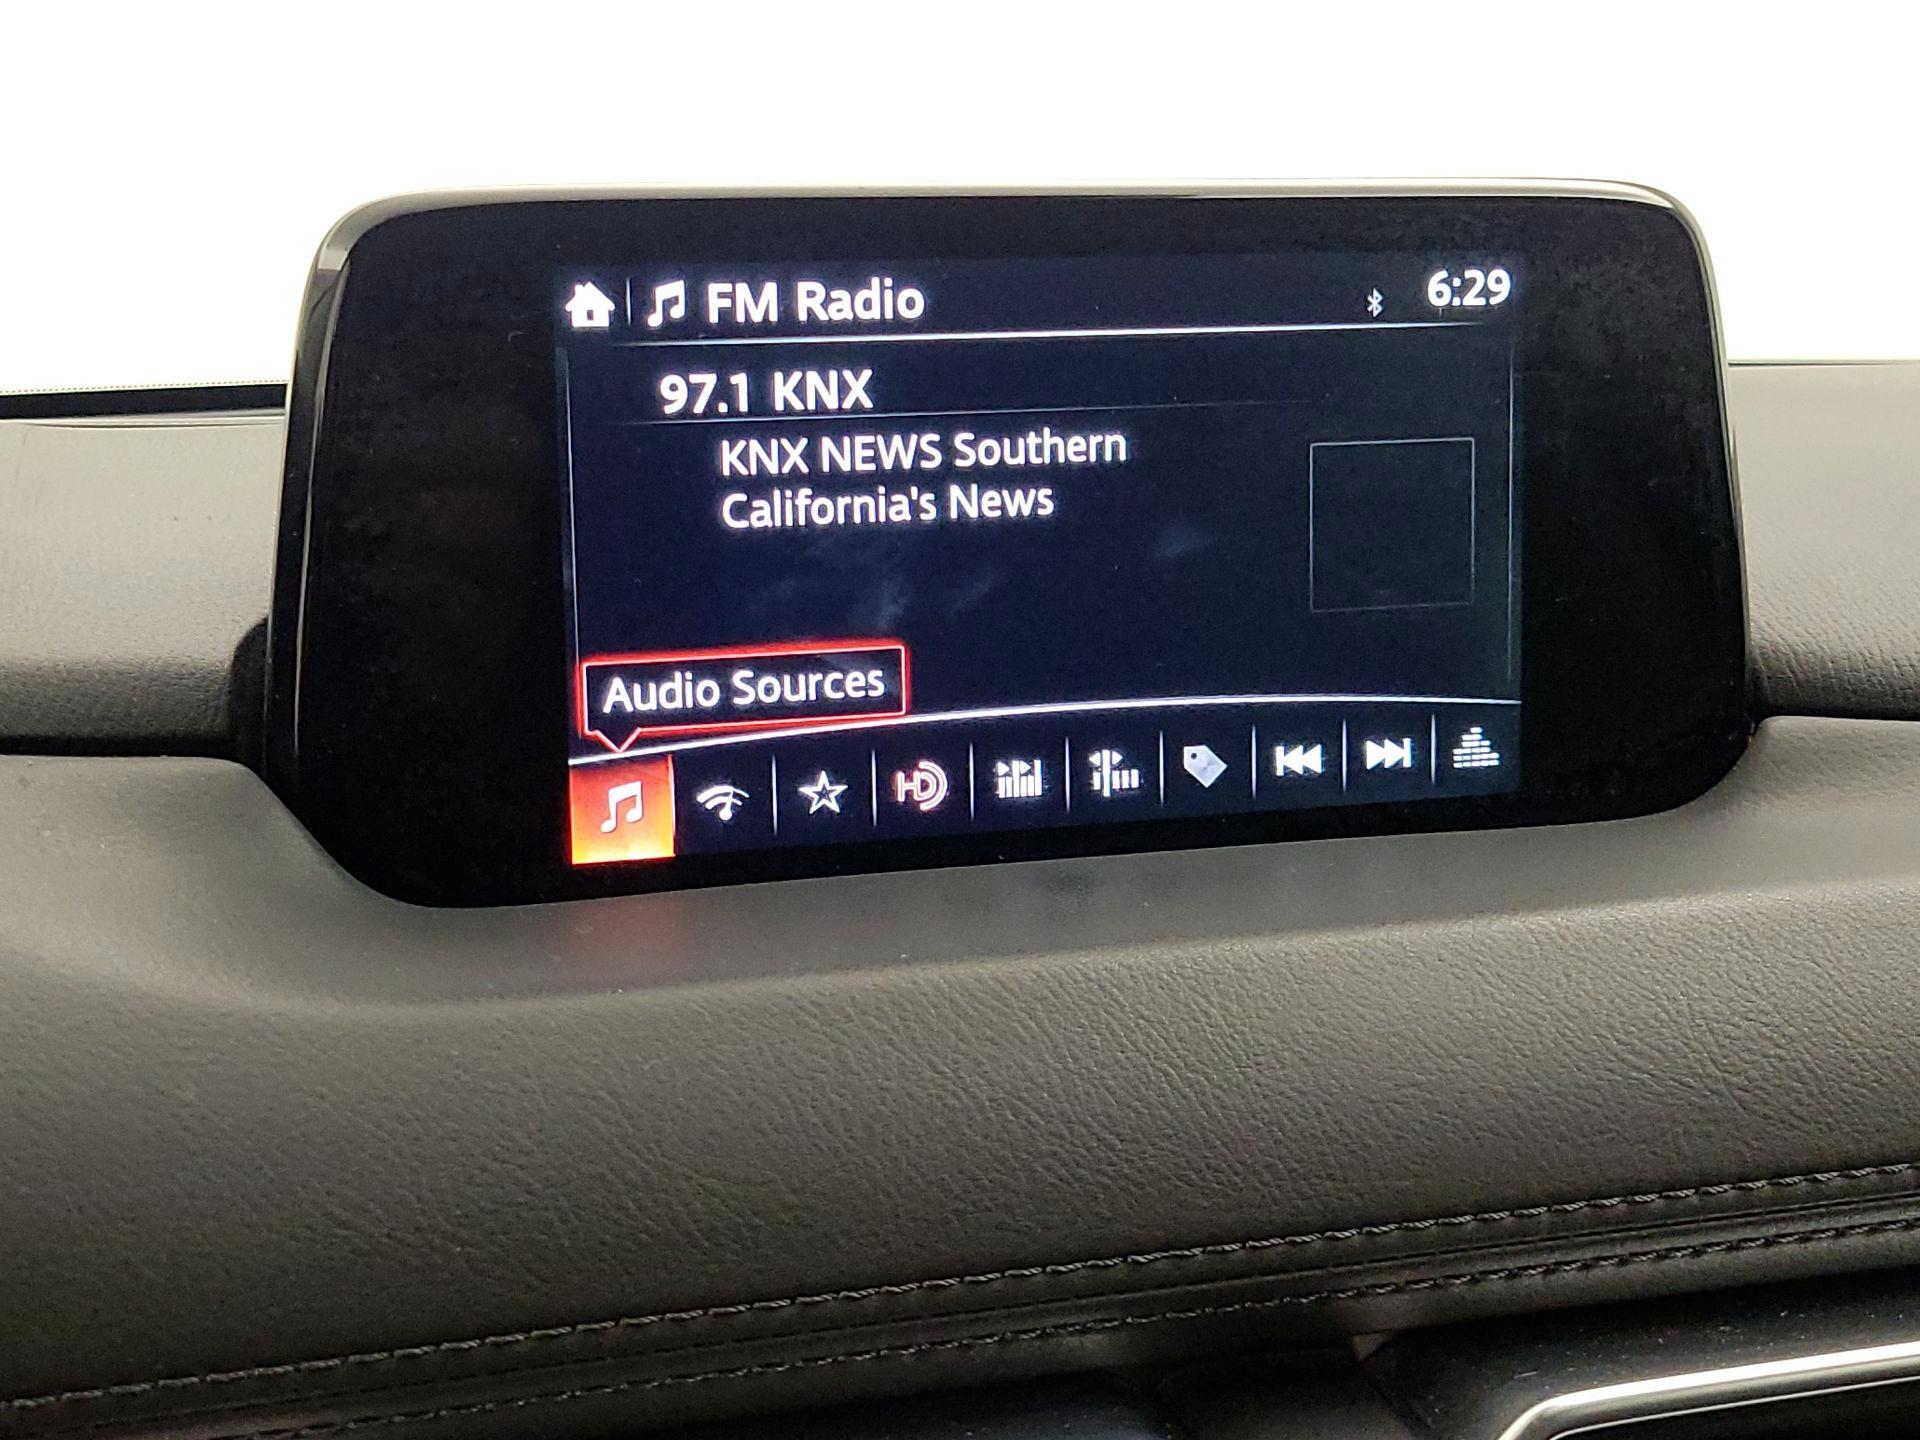 FM Radio
6:29
97.1 KNX
KNX NEWS Southern
California's News
Audio Sources
HD